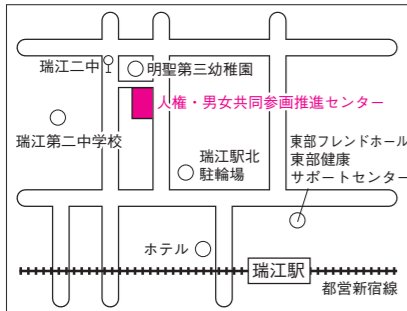 瑞江二中
明聖第三幼稚園
人権・男女共同参画推進センター
瑞江第二中学校
瑞江駅北
駐輪場
東部フレンドホール
東部健康
サポートセンター
ホテル
瑞江駅
都営新宿線